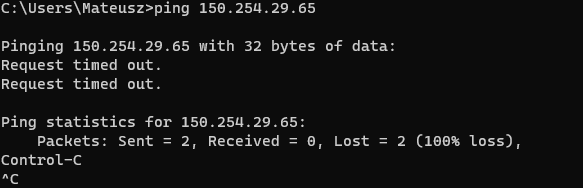 C:\Users\Mateusz>ping 150.254.29.65
Pinging 150.254.29.65 with 32 bytes of data:
Request timed out.
Request timed out.
Ping statistics for 150.254.29.65:
    Packets: Sent = 2, Received = 0, Lost = 2 (100% loss),
Control-C
^C